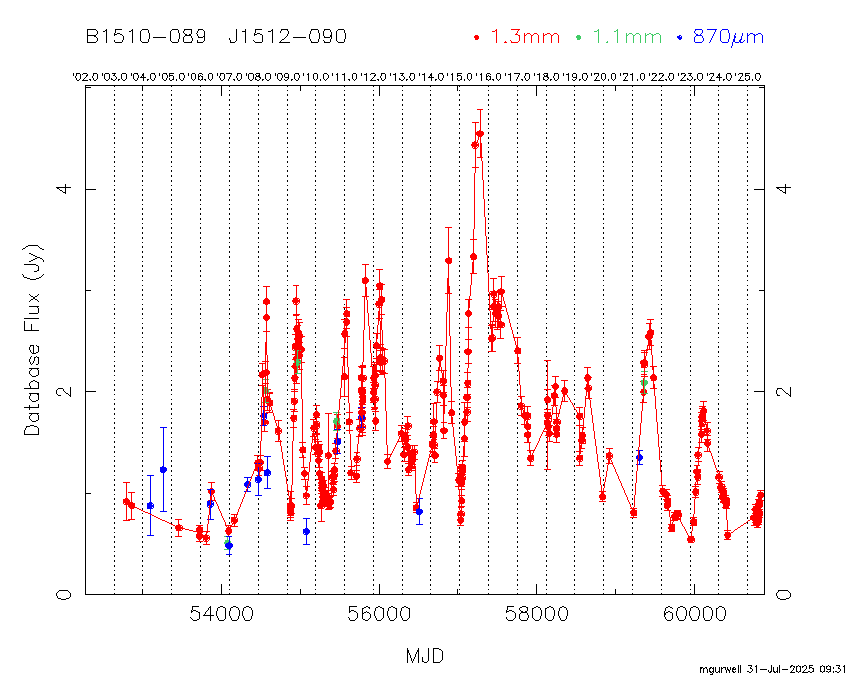 B1510-089 J1512-090 1.3mm 1.1mm 870μm
'02.0 '03.0 '04.0 '05.0 '06.0 '07.0 '08.0 '09.0 '10.0 '11.0 '12.0 '13.0 '14.0 '15.0 '16.0 '17.0 '18.0 '19.0 '20.0 '21.0 '22.0 '23.0 '24.0 '25.0
4 4
Database Flux (Jy)
2 2
0 0
54000 56000 58000 60000
MJD
mgurwell 31-Jul-2025 09:31